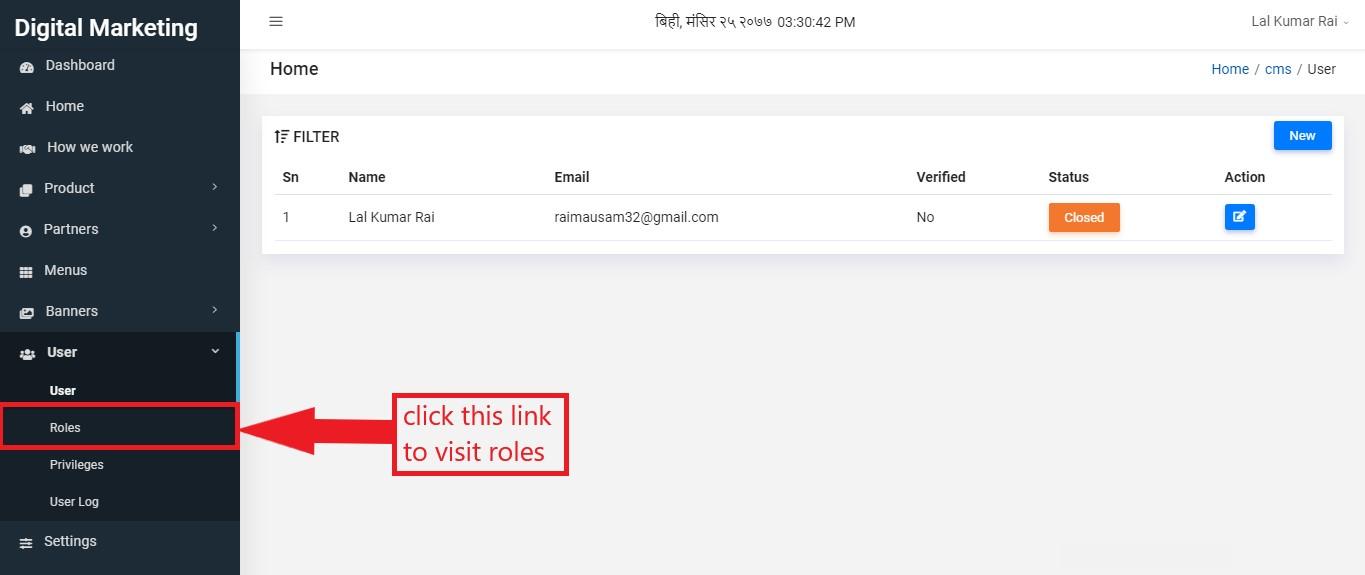 Digital Marketing
बिही, मंसिर २५ २०७७ 03:30:42 PM
Lal Kumar Rai
Dashboard
Home
How we work
Product
Partners
Menus
Banners
User
User
Roles
Privileges
User Log
Settings
Home
Home / cms / User
FILTER
New
Sn Name Email Verified Status Action
1 Lal Kumar Rai raimausam32@gmail.com No Closed
click this link
to visit roles